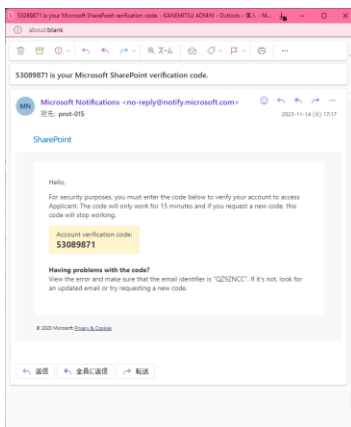 53089871 is your Microsoft SharePoint verification code. - KANEMITSU ADMIN - Outlook - 個人 - M...
about:blank
ズーム
53089871 is your Microsoft SharePoint verification code.
MN
Microsoft Notifications <no-reply@notify.microsoft.com>
宛先: pnst-015
2023-11-14 (火) 17:17
SharePoint
Hello,
For security purposes, you must enter the code below to verify your account to access
Applicant. The code will only work for 15 minutes and if you request a new code, this
code will stop working.
Account verification code:
53089871
Having problems with the code?
View the error and make sure that the email identifier is "QZ9ZNCC". If it's not, look for
an updated email or try requesting a new code.
© 2020 Microsoft Privacy & Cookies
返信
全員に返信
転送